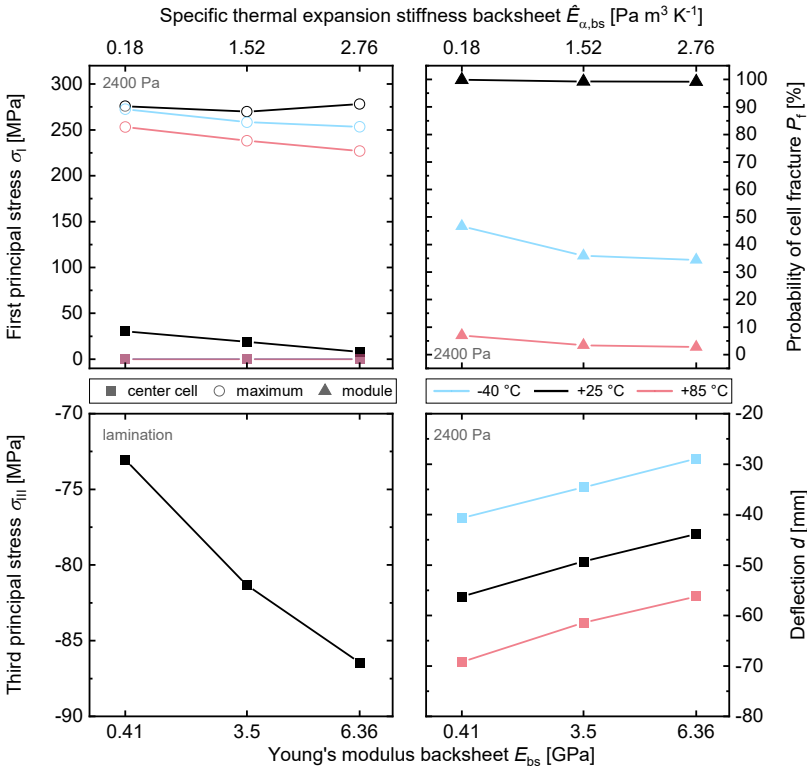 Specific thermal expansion stiffness backsheet Ê_α,bs [Pa m³ K⁻¹]
0.18 1.52 2.76 0.18 1.52 2.76
First principal stress σ_I [MPa]
300
250
200
150
100
50
0
2400 Pa
Probability of cell fracture P_f [%]
100
90
80
70
60
50
40
30
20
10
0
2400 Pa
center cell maximum module
-40 °C +25 °C +85 °C
Third principal stress σ_III [MPa]
-70
-75
-80
-85
-90
lamination
Deflection d [mm]
-20
-30
-40
-50
-60
-70
-80
2400 Pa
0.41 3.5 6.36 0.41 3.5 6.36
Young's modulus backsheet E_bs [GPa]